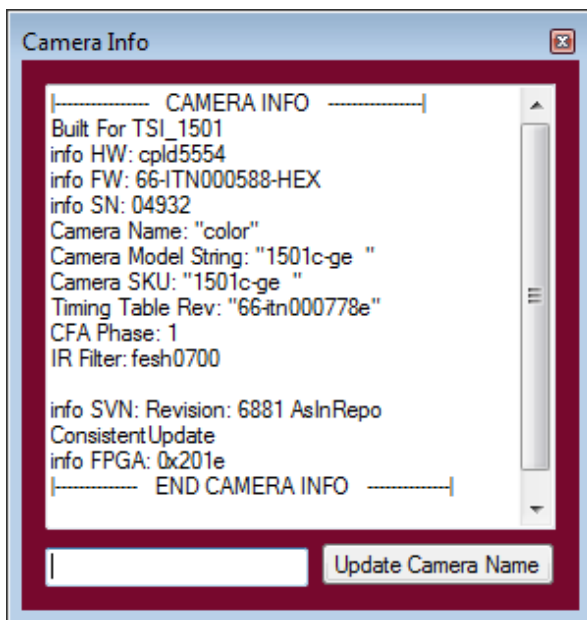 Camera Info
|---------------- CAMERA INFO ----------------|
Built For TSI_1501
info HW: cpld5554
info FW: 66-ITN000588-HEX
info SN: 04932
Camera Name: "color"
Camera Model String: "1501c-ge  "
Camera SKU: "1501c-ge  "
Timing Table Rev: "66-itn000778e"
CFA Phase: 1
IR Filter: fesh0700
info SVN: Revision: 6881 AsInRepo
ConsistentUpdate
info FPGA: 0x201e
|-------------- END CAMERA INFO --------------|
Update Camera Name